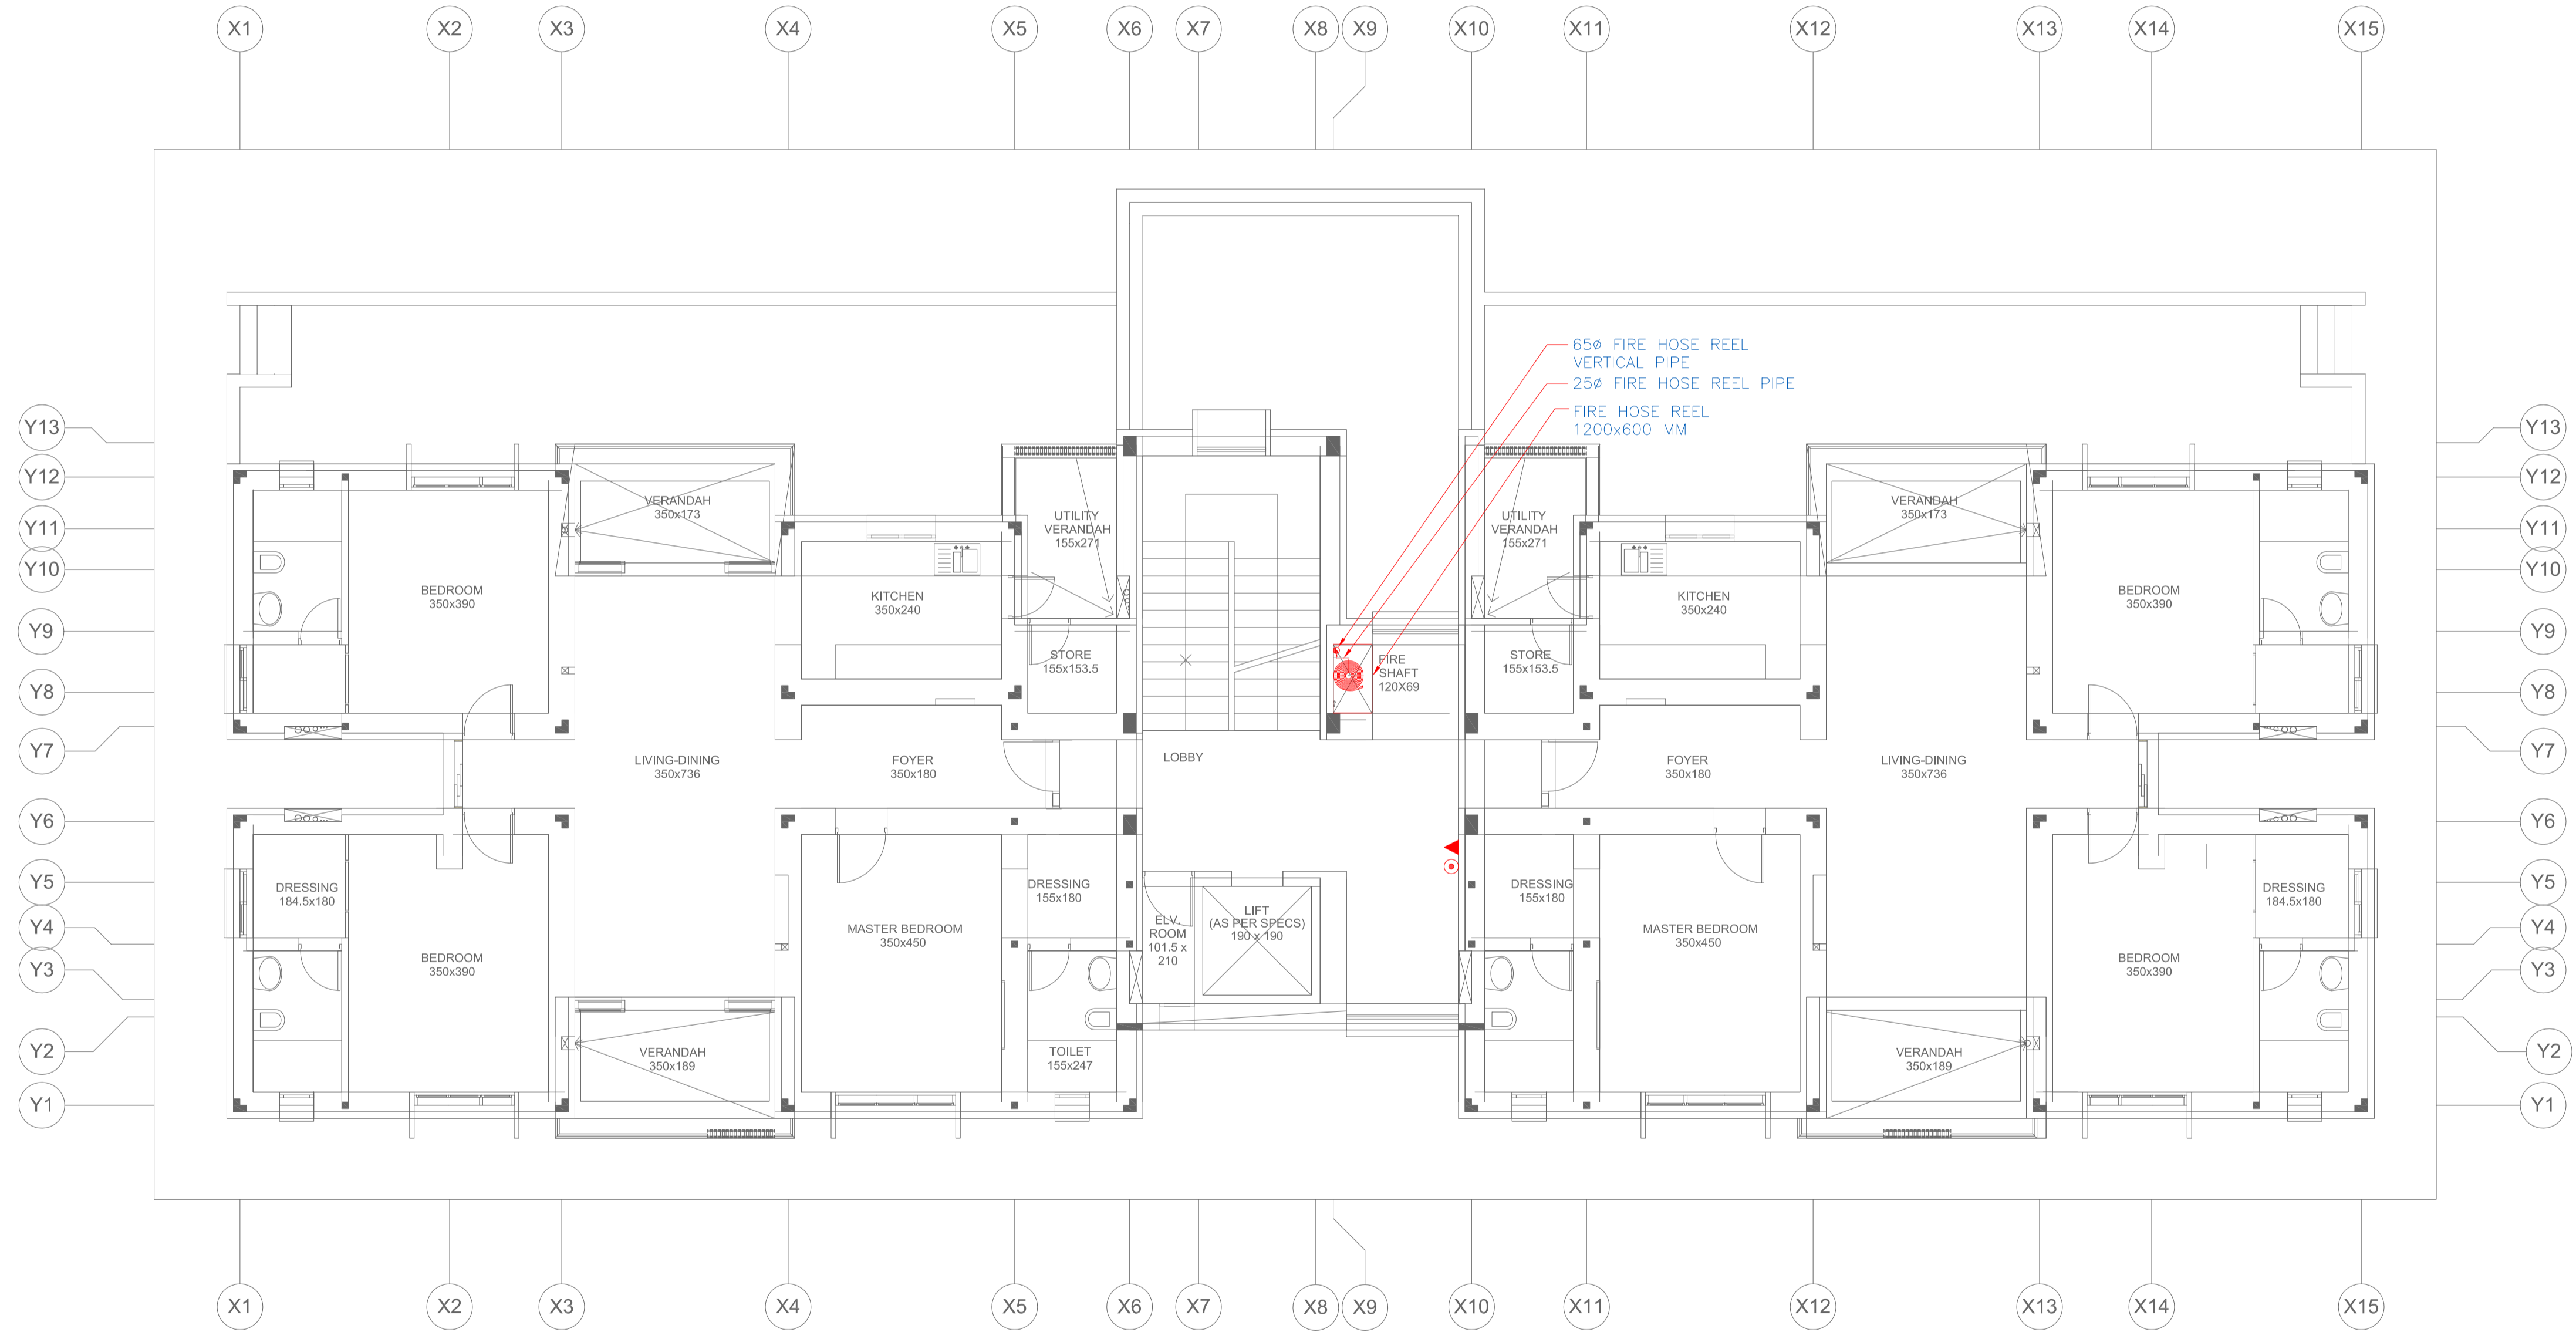 X1
X2
X3
X4
X5
X6
X7
X8
X9
X10
X11
X12
X13
X14
X15
65ø FIRE HOSE REEL
VERTICAL PIPE
25ø FIRE HOSE REEL PIPE
FIRE HOSE REEL
1200x600 MM
Y13
Y13
Y12
Y12
Y11
Y11
Y10
Y10
Y9
Y9
Y8
Y8
Y7
Y7
Y6
Y6
Y5
Y5
Y4
Y4
Y3
Y3
Y2
Y2
Y1
Y1
VERANDAH
350x173
UTILITY
VERANDAH
155x271
UTILITY
VERANDAH
155x271
VERANDAH
350x173
BEDROOM
350x390
KITCHEN
350x240
KITCHEN
350x240
BEDROOM
350x390
STORE
155x153.5
FIRE
SHAFT
120X69
STORE
155x153.5
LIVING-DINING
350x736
FOYER
350x180
LOBBY
FOYER
350x180
LIVING-DINING
350x736
DRESSING
184.5x180
DRESSING
155x180
DRESSING
155x180
DRESSING
184.5x180
MASTER BEDROOM
350x450
ELV.
ROOM
101.5 x
210
LIFT
(AS PER SPECS)
190 x 190
MASTER BEDROOM
350x450
BEDROOM
350x390
BEDROOM
350x390
VERANDAH
350x189
TOILET
155x247
VERANDAH
350x189
X1
X2
X3
X4
X5
X6
X7
X8
X9
X10
X11
X12
X13
X14
X15